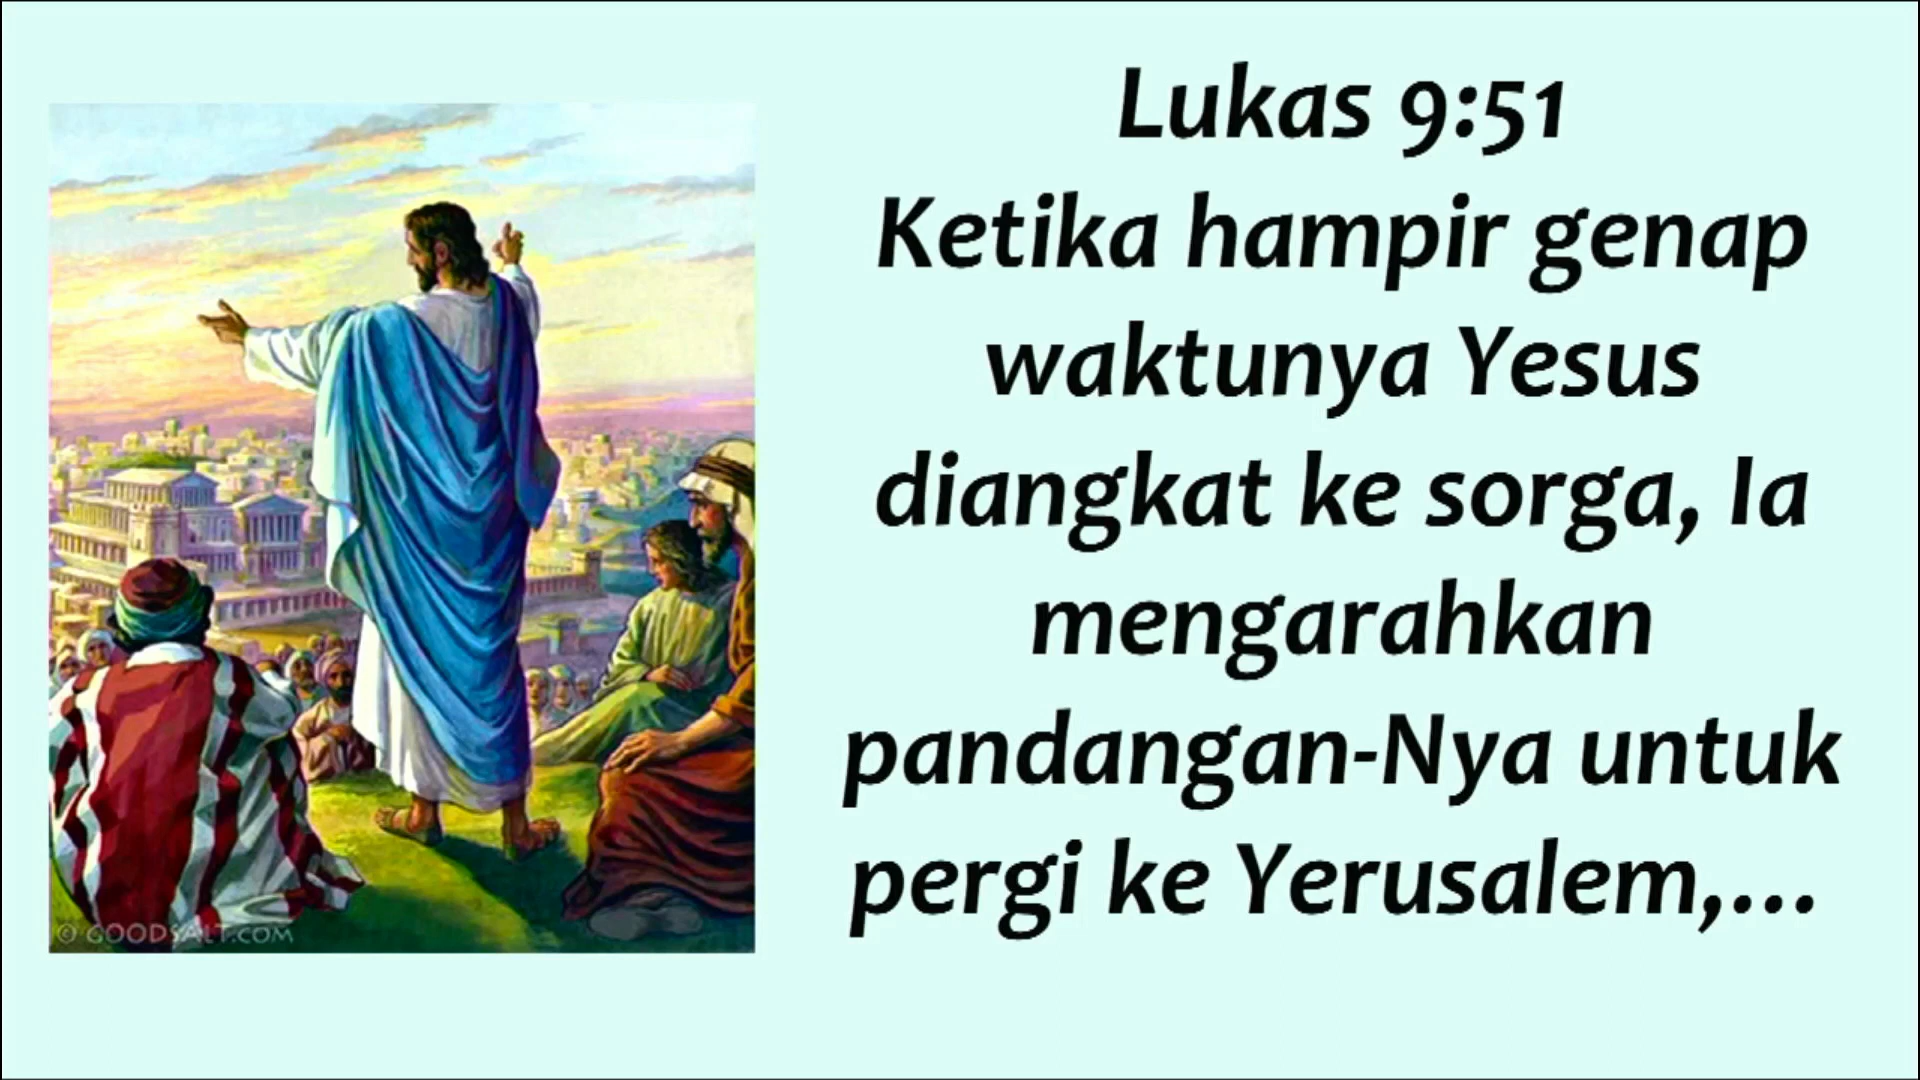 Lukas 9:51
Ketika hampir genap
waktunya Yesus
diangkat ke sorga, Ia
mengarahkan
pandangan-Nya untuk
pergi ke Yerusalem,...
© GOODSALT.COM